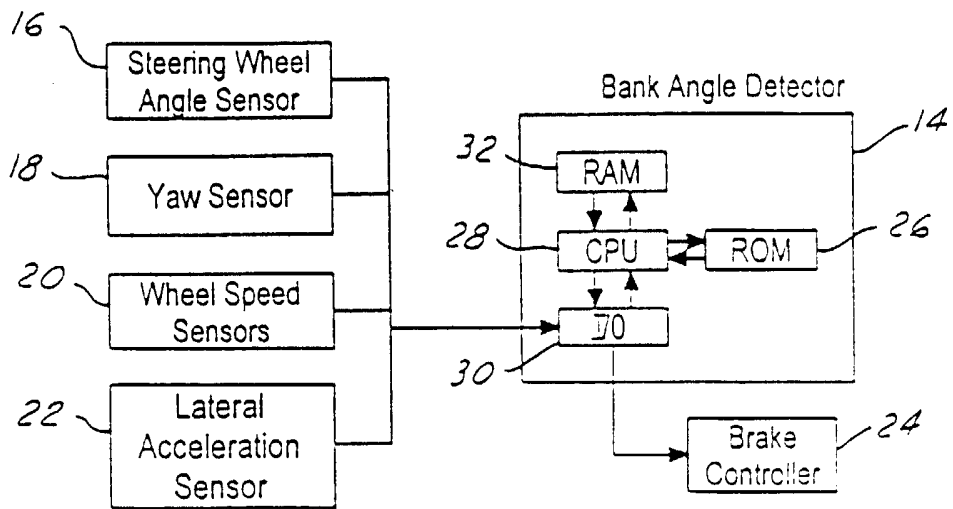 16
Steering Wheel
Angle Sensor
18
Yaw Sensor
20
Wheel Speed
Sensors
22
Lateral
Acceleration
Sensor
Bank Angle Detector
14
32
RAM
28
CPU
ROM
26
I/O
30
Brake
Controller
24